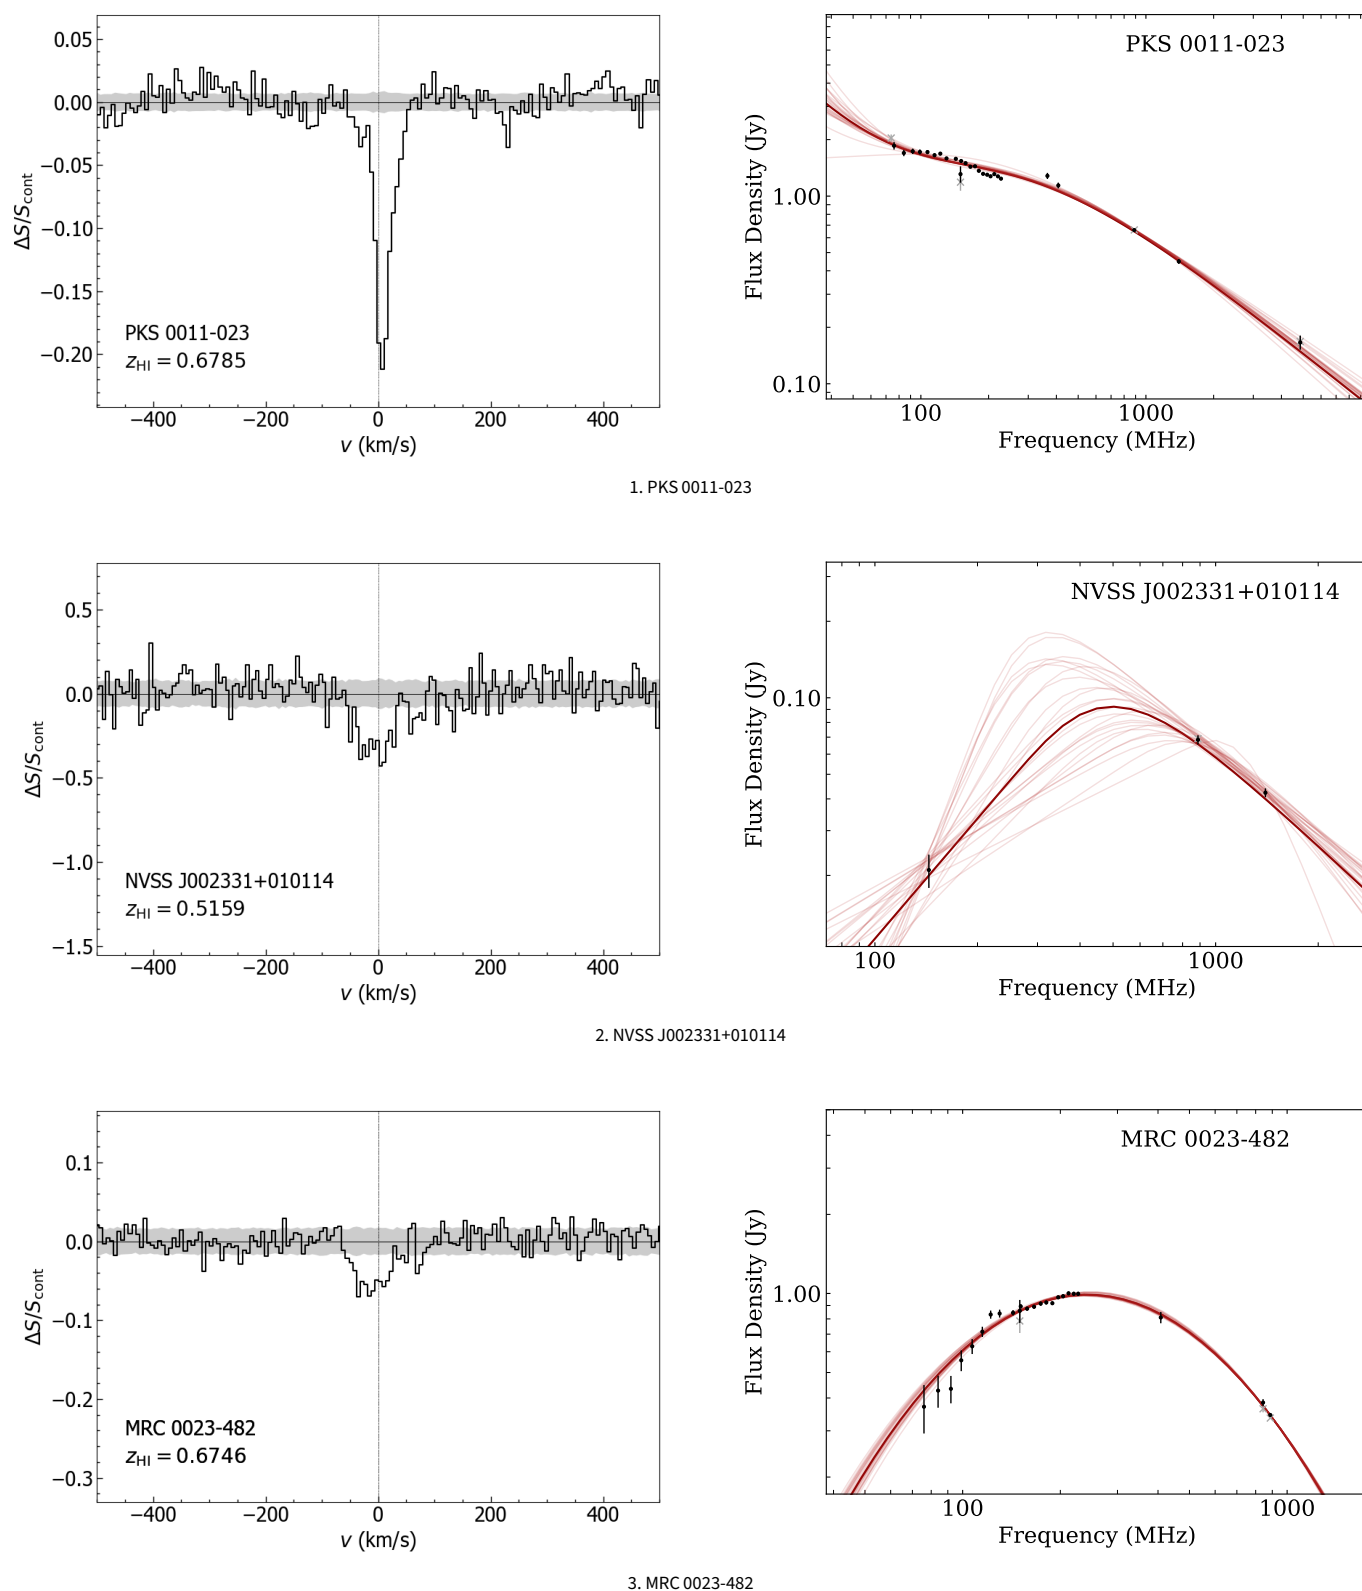 0.05
0.00
−0.05
−0.10
−0.15
−0.20
ΔS/S_cont
PKS 0011-023
z_HI = 0.6785
−400 −200 0 200 400
v (km/s)
PKS 0011-023
1.00
0.10
Flux Density (Jy)
100 1000
Frequency (MHz)
1. PKS 0011-023
0.5
0.0
−0.5
−1.0
−1.5
ΔS/S_cont
NVSS J002331+010114
z_HI = 0.5159
−400 −200 0 200 400
v (km/s)
NVSS J002331+010114
0.10
Flux Density (Jy)
100 1000
Frequency (MHz)
2. NVSS J002331+010114
0.1
0.0
−0.1
−0.2
−0.3
ΔS/S_cont
MRC 0023-482
z_HI = 0.6746
−400 −200 0 200 400
v (km/s)
MRC 0023-482
1.00
Flux Density (Jy)
100 1000
Frequency (MHz)
3. MRC 0023-482